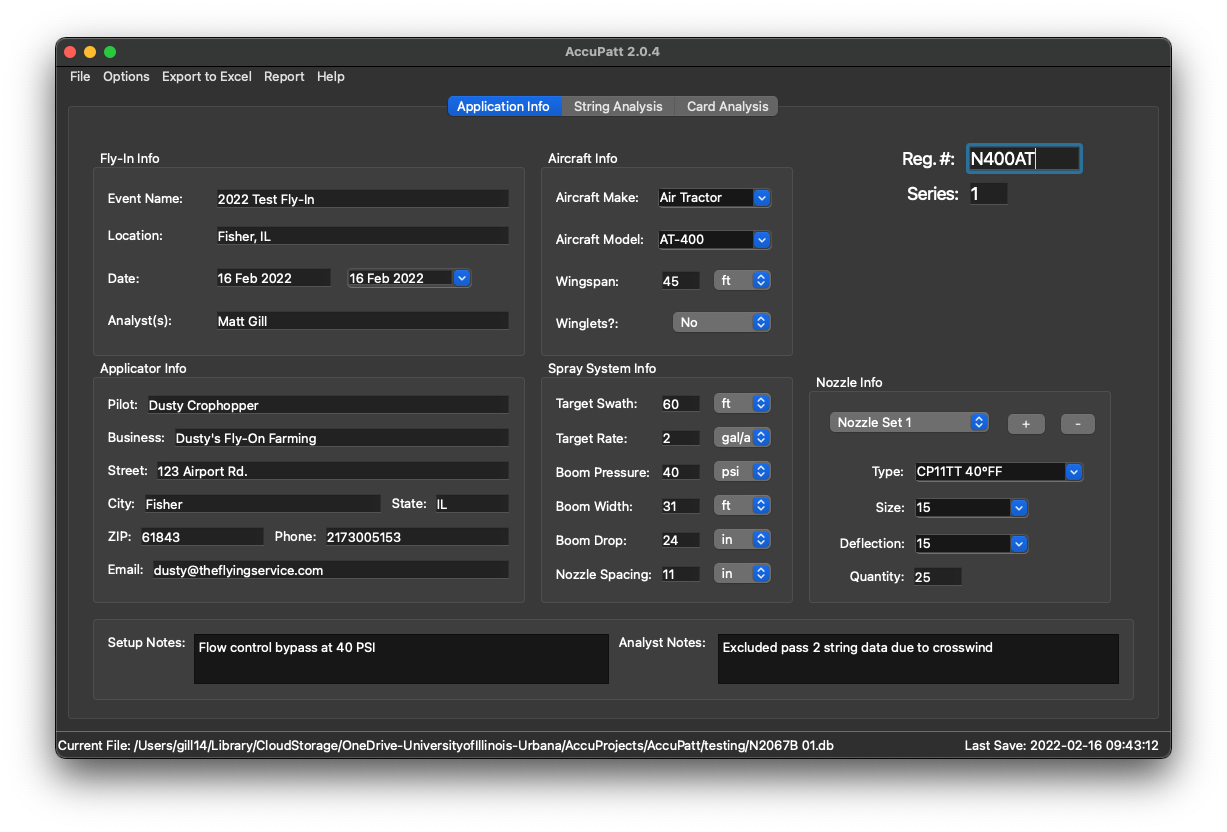 AccuPatt 2.0.4
File Options Export to Excel Report Help
Application Info String Analysis Card Analysis
Fly-In Info
Event Name: 2022 Test Fly-In
Location: Fisher, IL
Date: 16 Feb 2022 16 Feb 2022
Analyst(s): Matt Gill
Aircraft Info
Aircraft Make: Air Tractor
Aircraft Model: AT-400
Wingspan: 45 ft
Winglets?: No
Reg. #: N400AT
Series: 1
Applicator Info
Pilot: Dusty Crophopper
Business: Dusty's Fly-On Farming
Street: 123 Airport Rd.
City: Fisher State: IL
ZIP: 61843 Phone: 2173005153
Email: dusty@theflyingservice.com
Spray System Info
Target Swath: 60 ft
Target Rate: 2 gal/a
Boom Pressure: 40 psi
Boom Width: 31 ft
Boom Drop: 24 in
Nozzle Spacing: 11 in
Nozzle Info
Nozzle Set 1 + -
Type: CP11TT 40ºFF
Size: 15
Deflection: 15
Quantity: 25
Setup Notes: Flow control bypass at 40 PSI
Analyst Notes: Excluded pass 2 string data due to crosswind
Current File: /Users/gill14/Library/CloudStorage/OneDrive-UniversityofIllinois-Urbana/AccuProjects/AccuPatt/testing/N2067B 01.db
Last Save: 2022-02-16 09:43:12